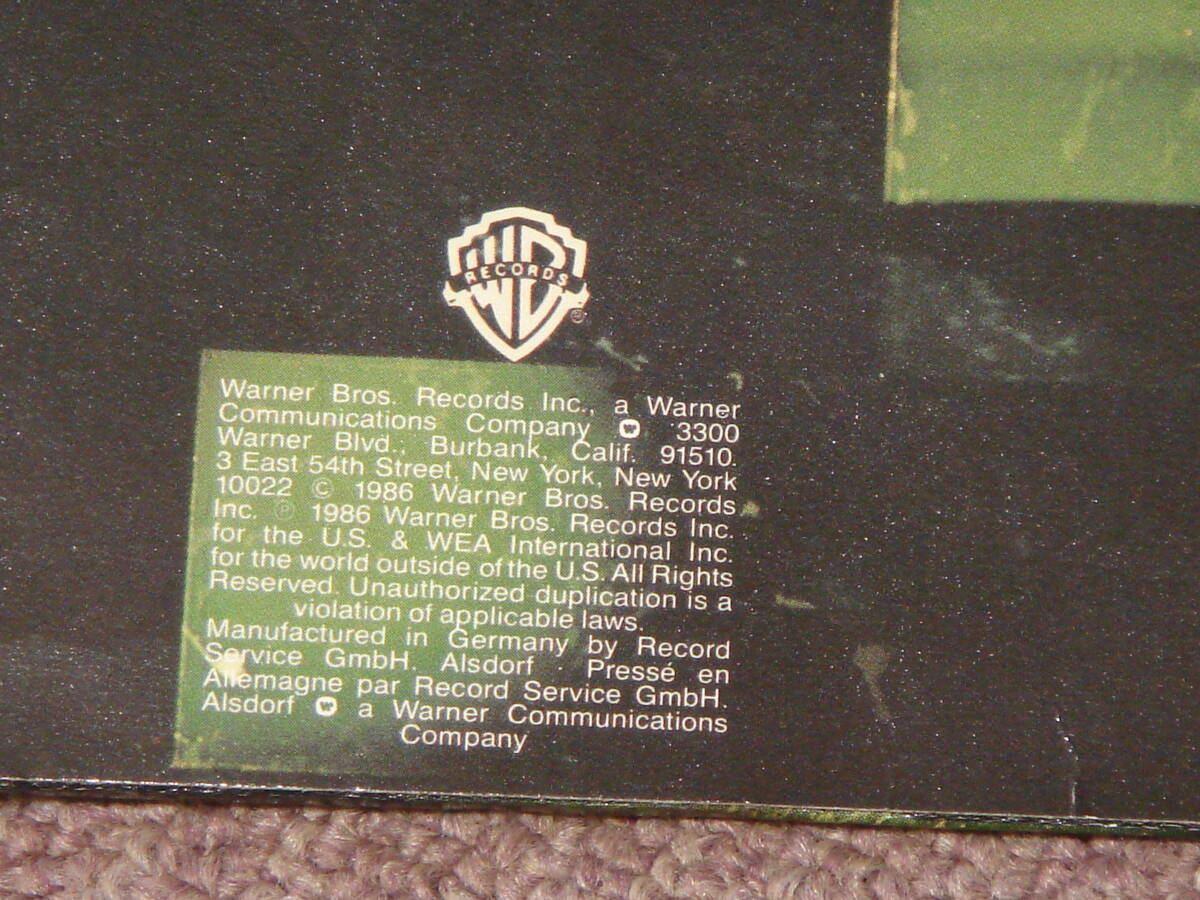 WB
RECORDS
®
Warner Bros. Records Inc., a Warner
Communications Company 3300
Warner Blvd., Burbank, Calif. 91510.
3 East 54th Street, New York, New York
10022 © 1986 Warner Bros. Records
Inc. ℗ 1986 Warner Bros. Records Inc.
for the U.S. & WEA International Inc.
for the world outside of the U.S. All Rights
Reserved. Unauthorized duplication is a
violation of applicable laws.
Manufactured in Germany by Record
Service GmbH. Alsdorf · Pressé en
Allemagne par Record Service GmbH.
Alsdorf a Warner Communications
Company